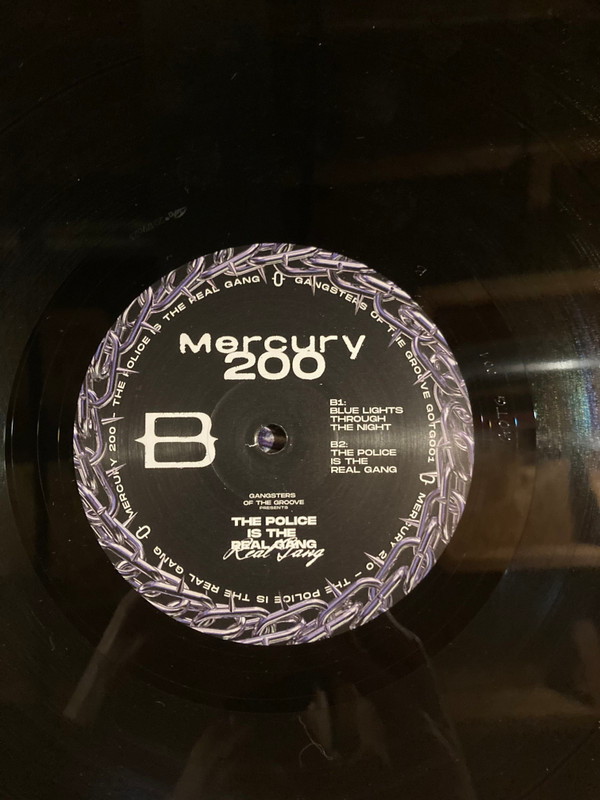 Mercury
200
B
B1:
BLUE LIGHTS
THROUGH
THE NIGHT
B2:
THE POLICE
IS THE
REAL GANG
GANGSTERS
OF THE GROOVE
PRESENTS
THE POLICE
IS THE
REAL GANG
Real Gang
MERCURY 200 - THE POLICE IS THE REAL GANG
GANGSTERS OF THE GROOVE GOTG002
MERCURY 200 - THE POLICE IS THE REAL GANG